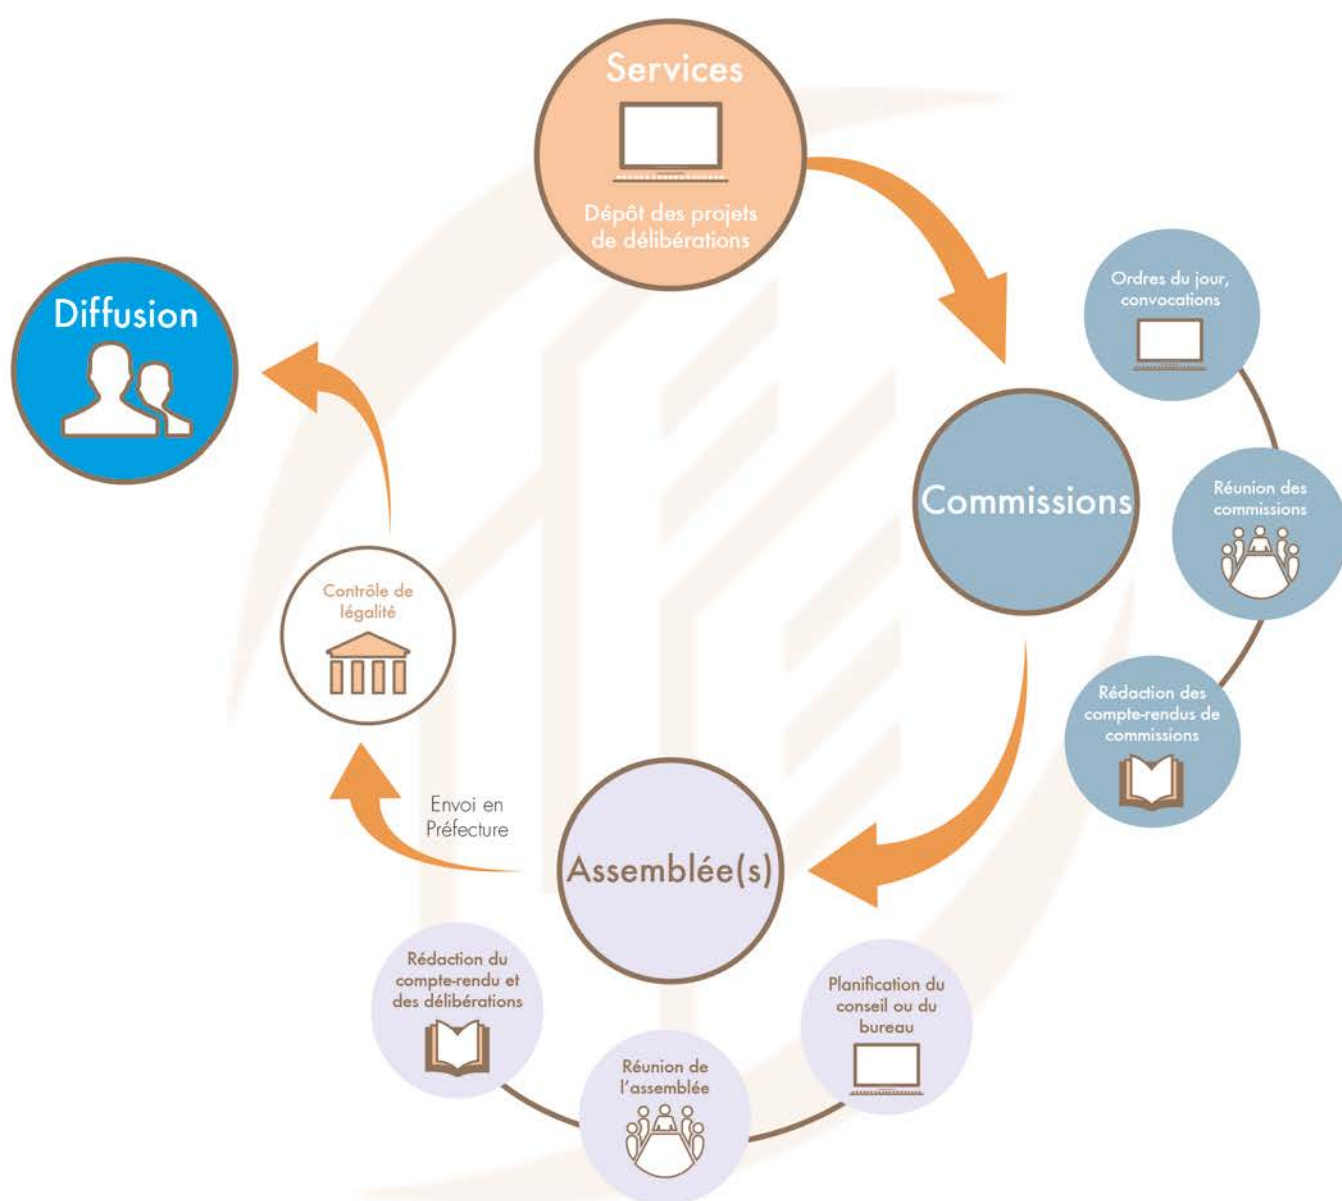 Services
Dépôt des projets
de délibérations
Diffusion
Ordres du jour,
convocations
Commissions
Réunion des
commissions
Contrôle de
légalité
Rédaction des
compte-rendus de
commissions
Envoi en
Préfecture
Assemblée(s)
Rédaction du
compte-rendu et
des délibérations
Planification du
conseil ou du
bureau
Réunion de
l'assemblée